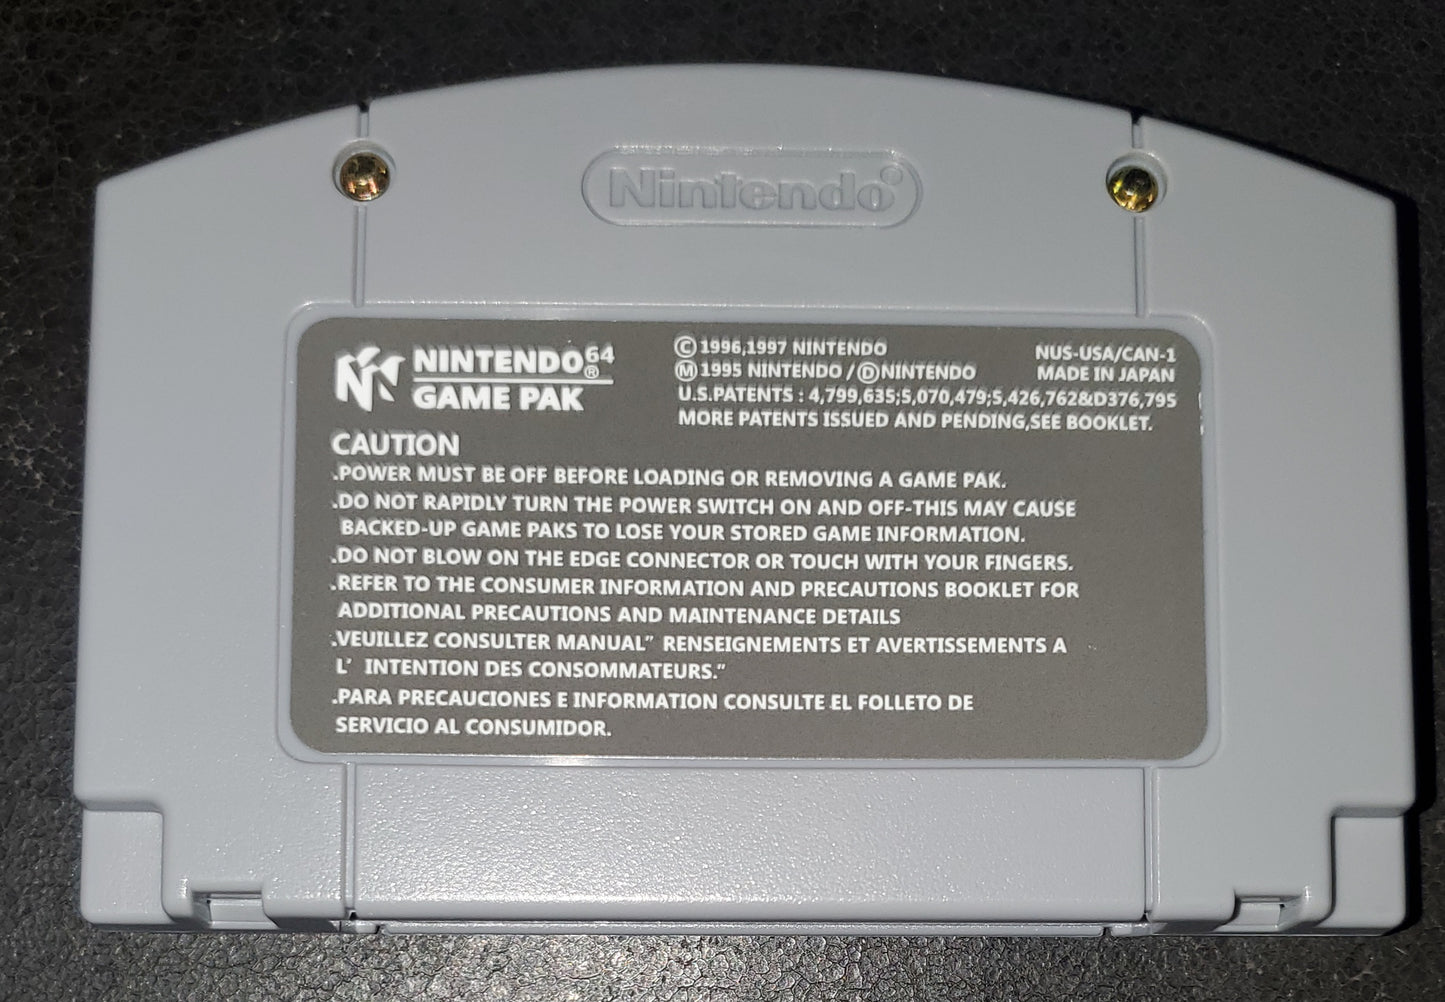 Nintendo®
NINTENDO 64®
GAME PAK
©1996,1997 NINTENDO
Ⓜ1995 NINTENDO /ⒹNINTENDO
U.S.PATENTS : 4,799,635;5,070,479;5,426,762&D376,795
MORE PATENTS ISSUED AND PENDING,SEE BOOKLET.
NUS-USA/CAN-1
MADE IN JAPAN
CAUTION
.POWER MUST BE OFF BEFORE LOADING OR REMOVING A GAME PAK.
.DO NOT RAPIDLY TURN THE POWER SWITCH ON AND OFF-THIS MAY CAUSE
BACKED-UP GAME PAKS TO LOSE YOUR STORED GAME INFORMATION.
.DO NOT BLOW ON THE EDGE CONNECTOR OR TOUCH WITH YOUR FINGERS.
.REFER TO THE CONSUMER INFORMATION AND PRECAUTIONS BOOKLET FOR
ADDITIONAL PRECAUTIONS AND MAINTENANCE DETAILS
.VEUILLEZ CONSULTER MANUAL” RENSEIGNEMENTS ET AVERTISSEMENTS A
L’ INTENTION DES CONSOMMATEURS.”
.PARA PRECAUCIONES E INFORMATION CONSULTE EL FOLLETO DE
SERVICIO AL CONSUMIDOR.